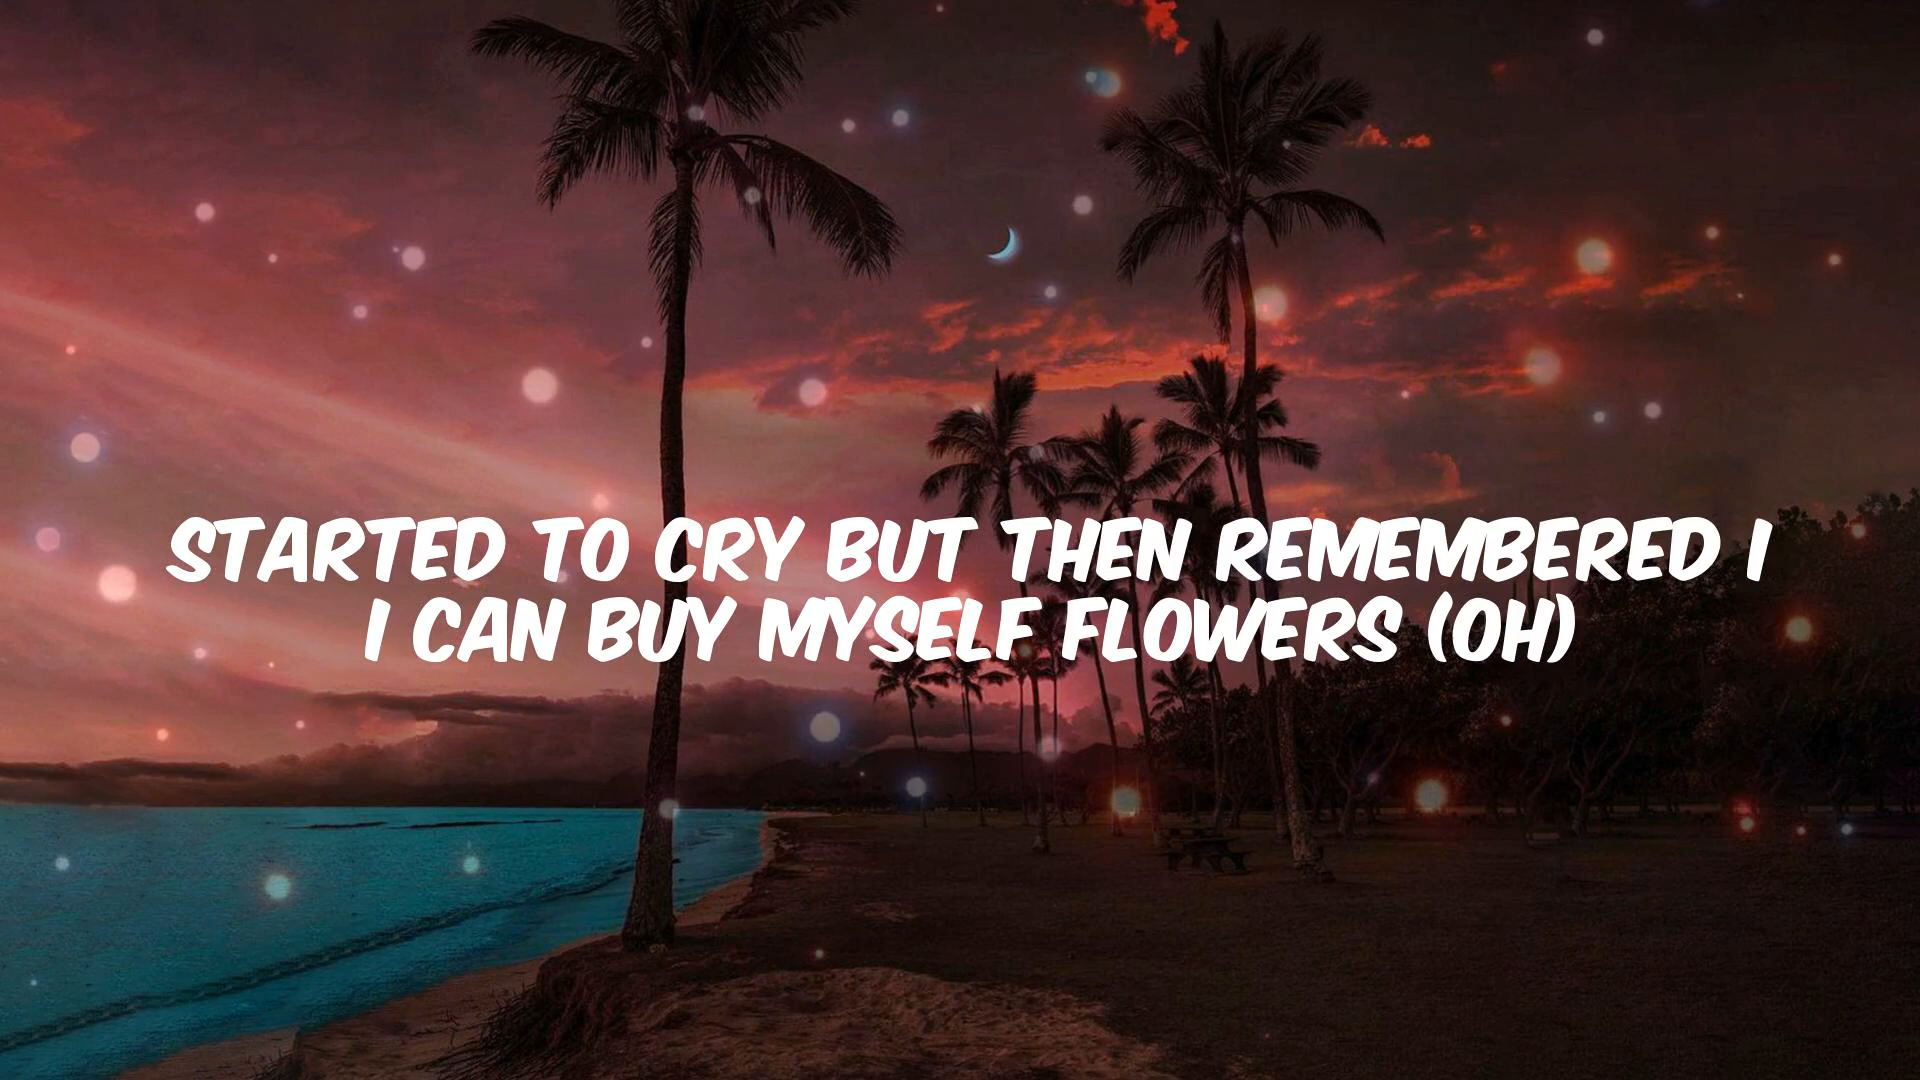 STARTED TO CRY BUT THEN REMEMBERED I
I CAN BUY MYSELF FLOWERS (OH)